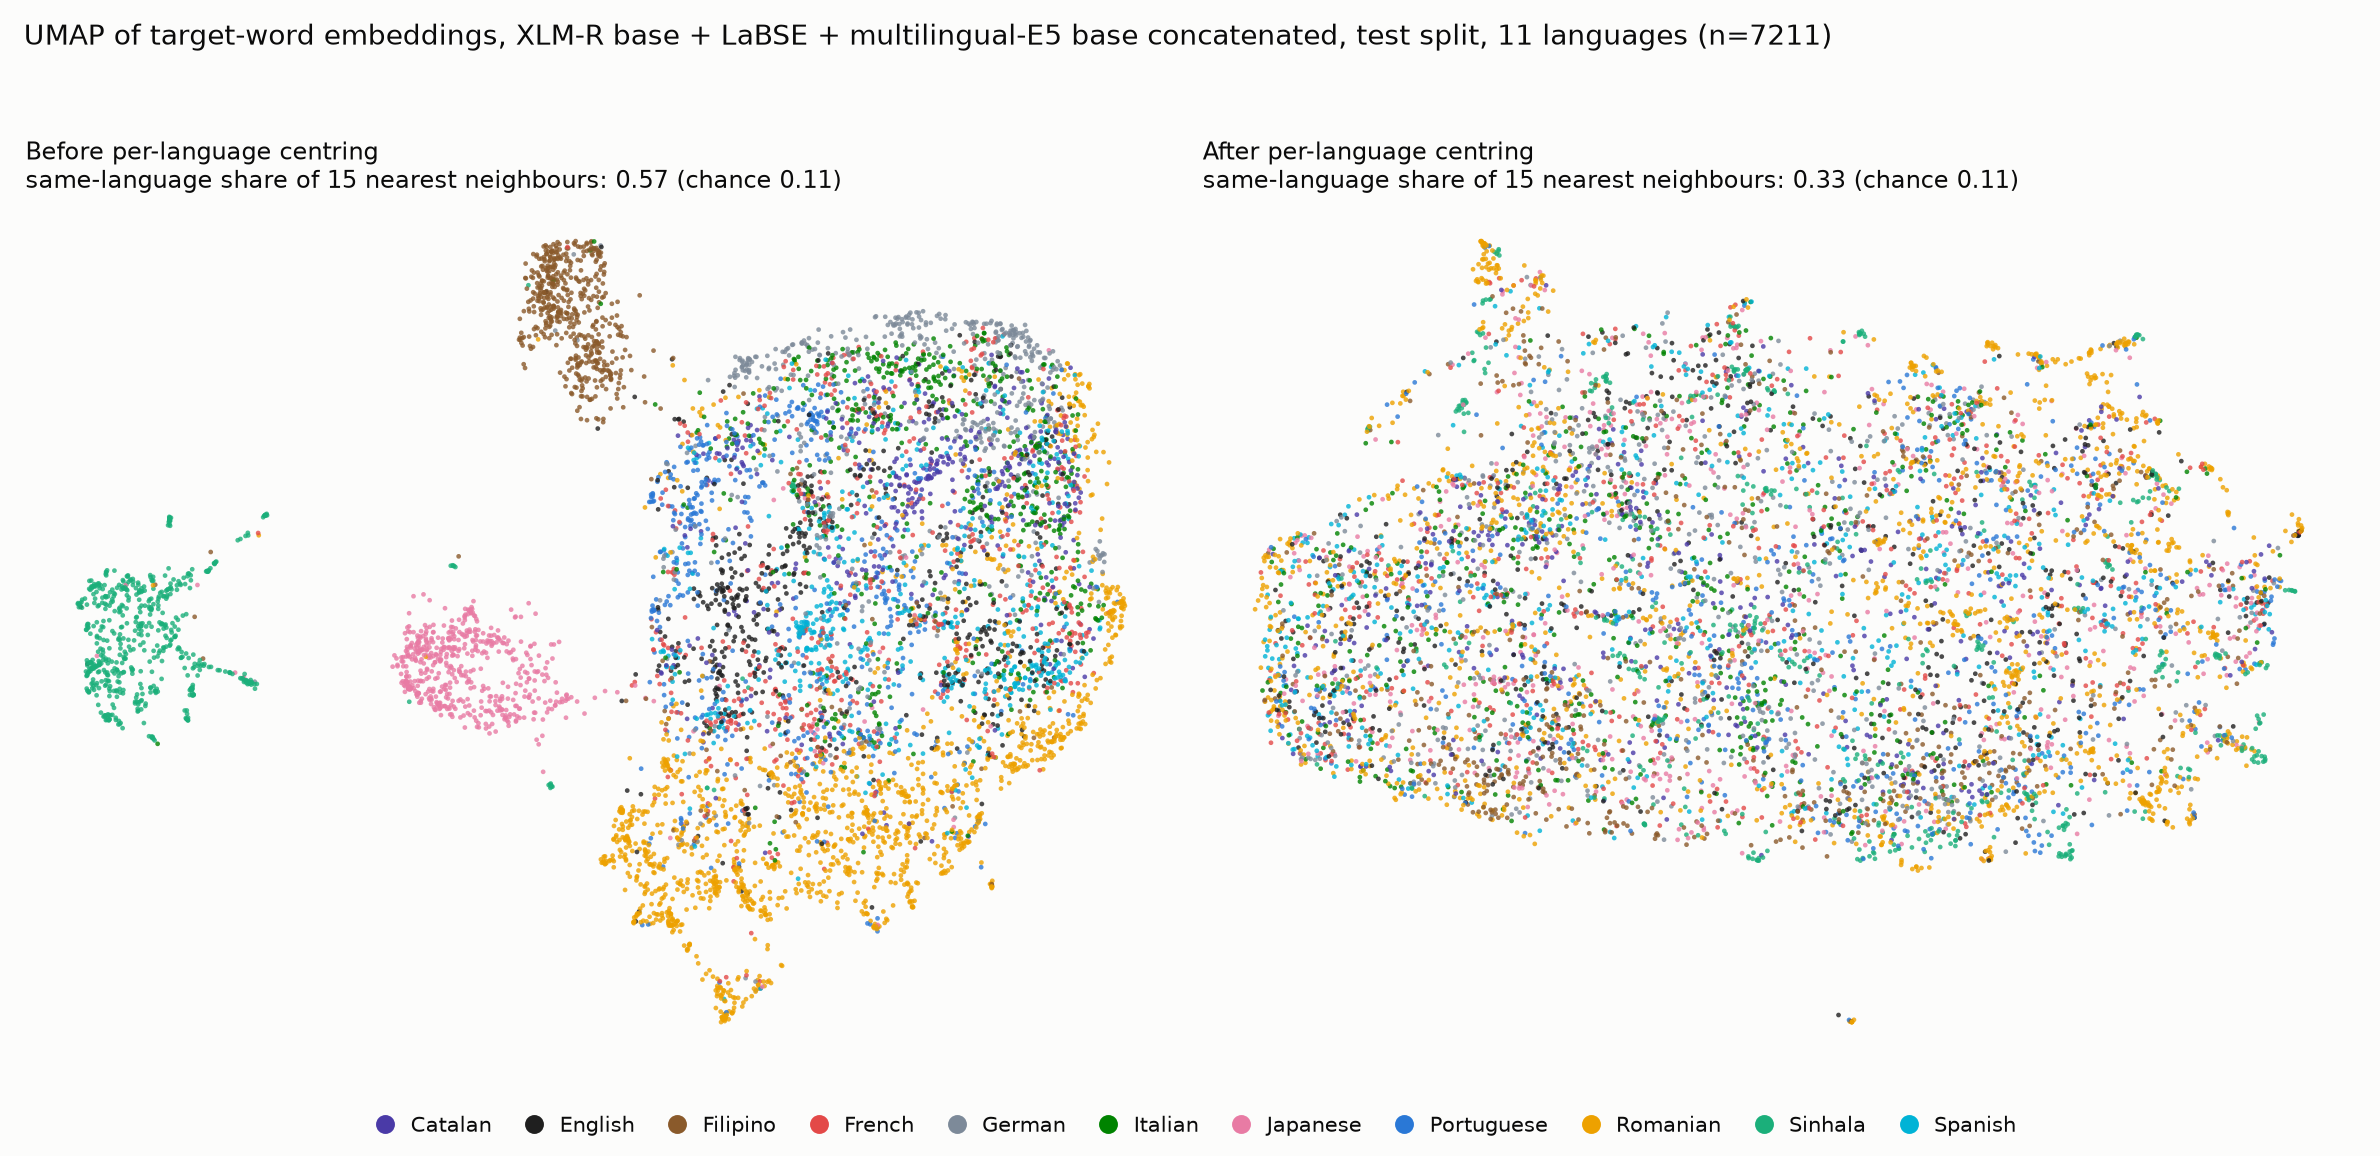 UMAP of target-word embeddings, XLM-R base + LaBSE + multilingual-E5 base concatenated, test split, 11 languages (n=7211)
Before per-language centring
same-language share of 15 nearest neighbours: 0.57 (chance 0.11)
After per-language centring
same-language share of 15 nearest neighbours: 0.33 (chance 0.11)
Catalan English Filipino French German Italian Japanese Portuguese Romanian Sinhala Spanish